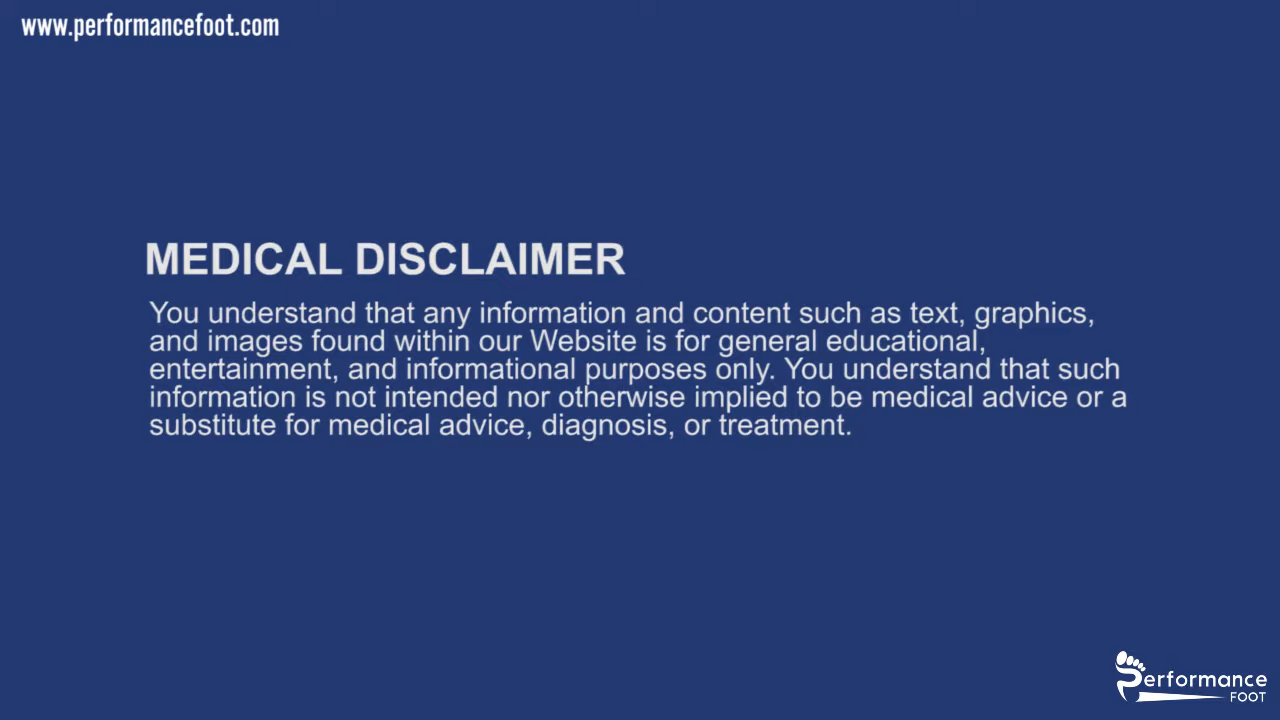 www.performancefoot.com
MEDICAL DISCLAIMER
You understand that any information and content such as text, graphics,
and images found within our Website is for general educational,
entertainment, and informational purposes only. You understand that such
information is not intended nor otherwise implied to be medical advice or a
substitute for medical advice, diagnosis, or treatment.
Performance
FOOT